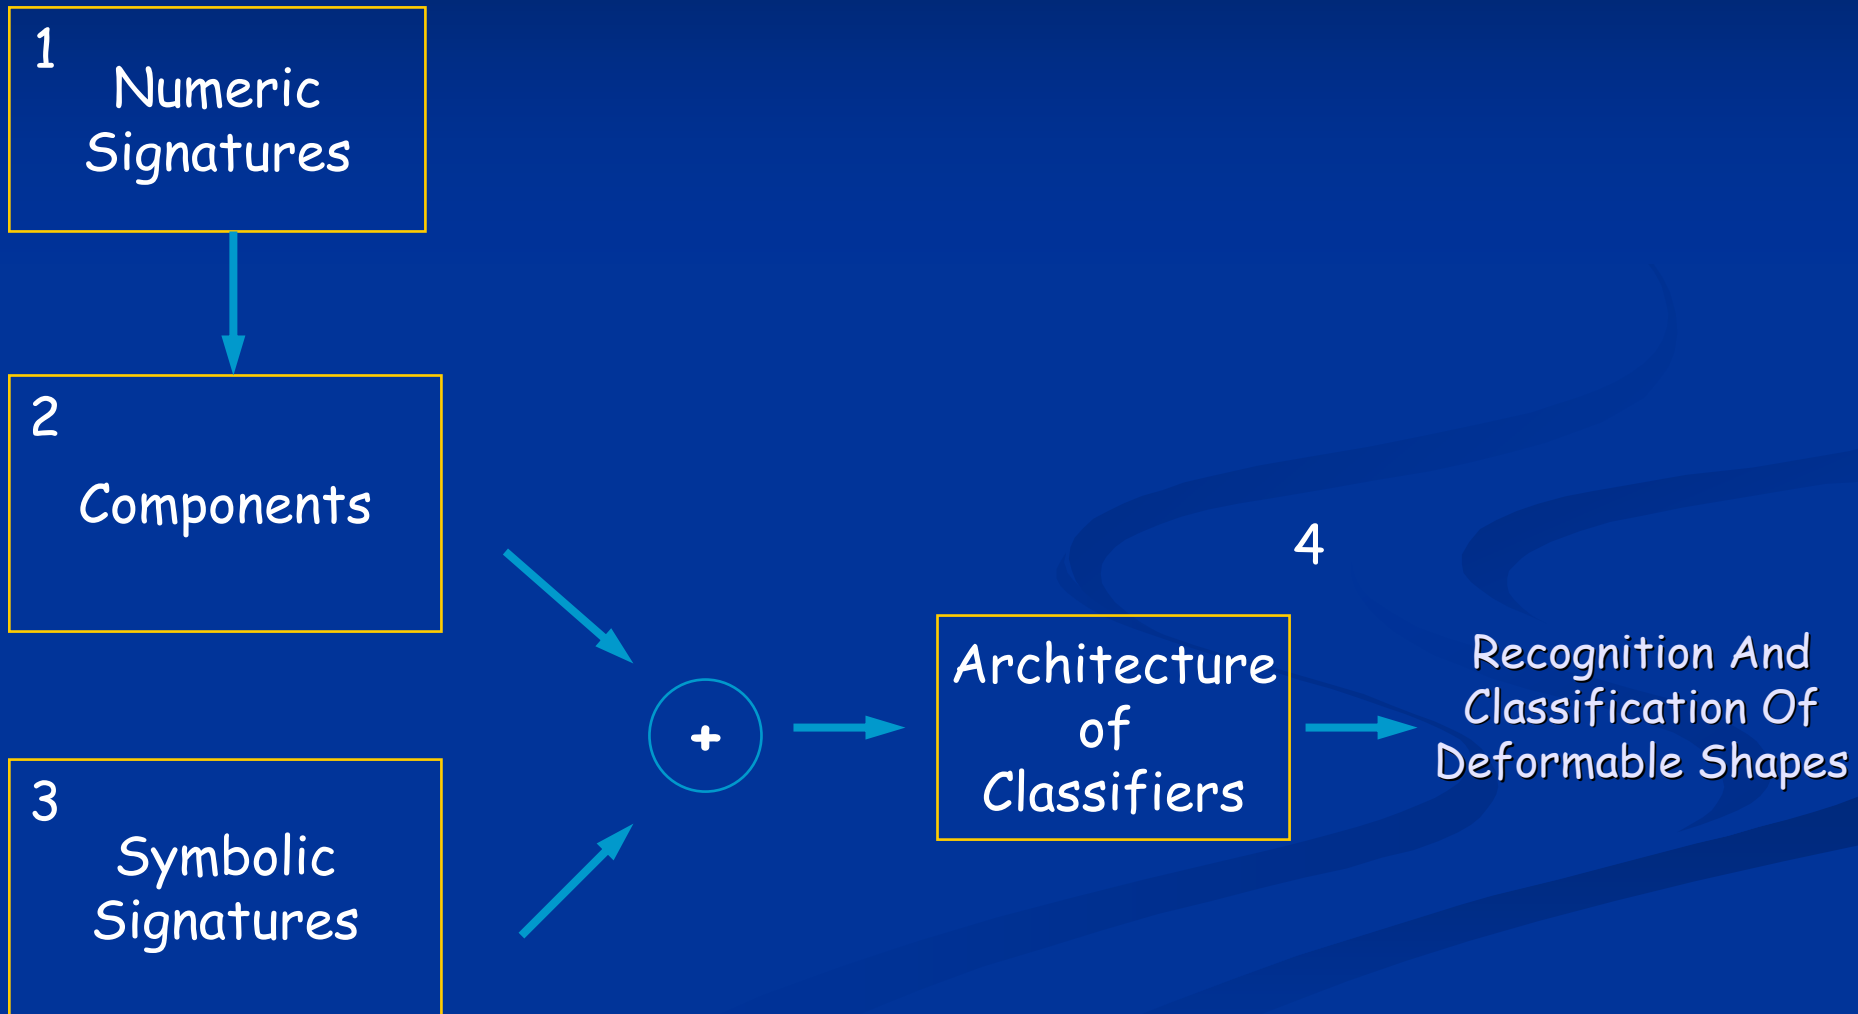 1
Numeric
Signatures
2
Components
3
Symbolic
Signatures
+
4
Architecture
of
Classifiers
Recognition And
Classification Of
Deformable Shapes